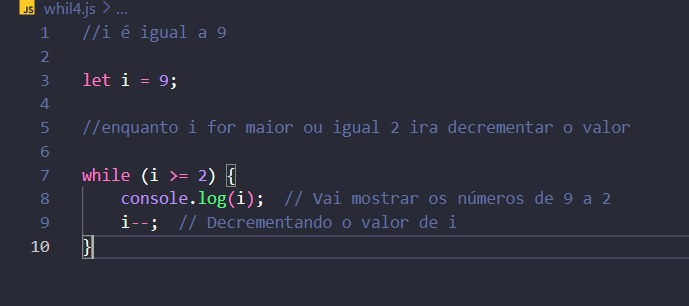 JS whil4.js > ...
1 //i é igual a 9
2
3 let i = 9;
4
5 //enquanto i for maior ou igual 2 ira decrementar o valor
6
7 while (i >= 2) {
8 console.log(i); // Vai mostrar os números de 9 a 2
9 i--; // Decrementando o valor de i
10 }